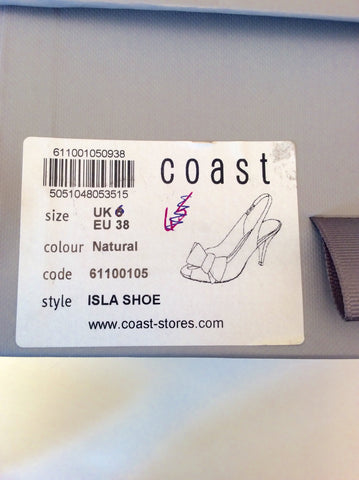 611001050938
coast
5051048053515
size UK 6
EU 38
colour Natural
code 61100105
style ISLA SHOE
www.coast-stores.com